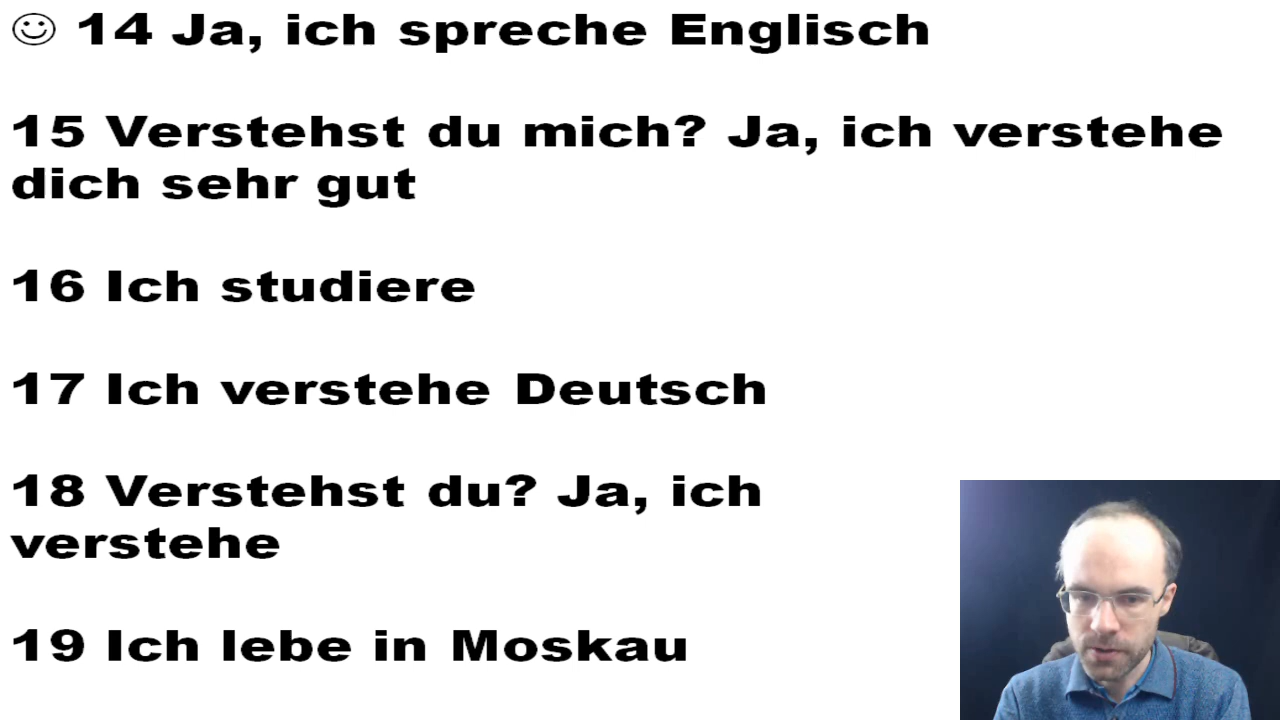 ☺ 14 Ja, ich spreche Englisch
15 Verstehst du mich? Ja, ich verstehe
dich sehr gut
16 Ich studiere
17 Ich verstehe Deutsch
18 Verstehst du? Ja, ich
verstehe
19 Ich lebe in Moskau